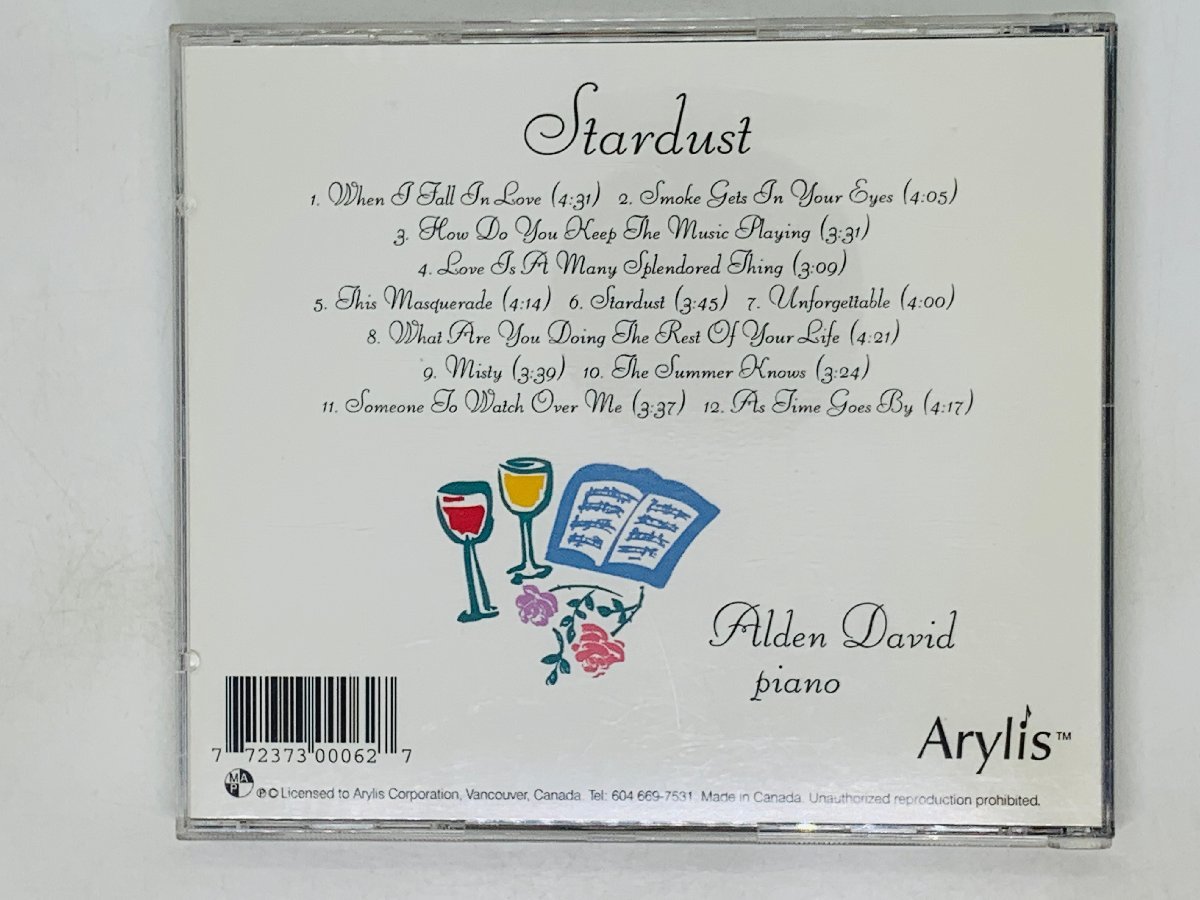 Stardust
1. When I Fall In Love (4:31) 2. Smoke Gets In Your Eyes (4:05)
3. How Do You Keep The Music Playing (3:31)
4. Love Is A Many Splendored Thing (3:09)
5. This Masquerade (4:14) 6. Stardust (3:45) 7. Unforgettable (4:00)
8. What Are You Doing The Rest Of Your Life (4:21)
9. Misty (3:39) 10. The Summer Knows (3:24)
11. Someone To Watch Over Me (3:37) 12. As Time Goes By (4:17)
Alden David
piano
Arylis™
7 72373 00062 7
MAP
℗© Licensed to Arylis Corporation, Vancouver, Canada. Tel: 604 669-7531. Made in Canada. Unauthorized reproduction prohibited.